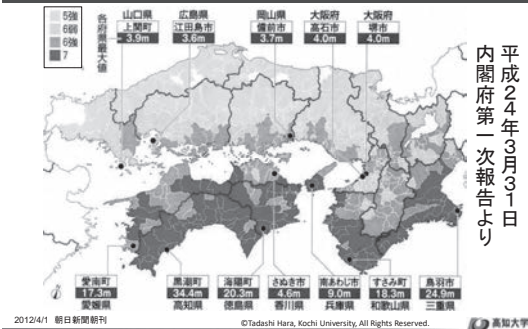 5強
6弱
6強
7
各府県最大値
山口県
上関町
3.9m
広島県
江田島市
3.6m
岡山県
備前市
3.7m
大阪府
高石市
4.0m
大阪府
堺市
4.0m
平成24年3月31日
内閣府第一次報告より
愛南町
17.3m
愛媛県
黒潮町
34.4m
高知県
海陽町
20.3m
徳島県
さぬき市
4.6m
香川県
南あわじ市
9.0m
兵庫県
すさみ町
18.3m
和歌山県
鳥羽市
24.9m
三重県
2012/4/1 朝日新聞朝刊
©Tadashi Hara, Kochi University, All Rights Reserved.
高知大学